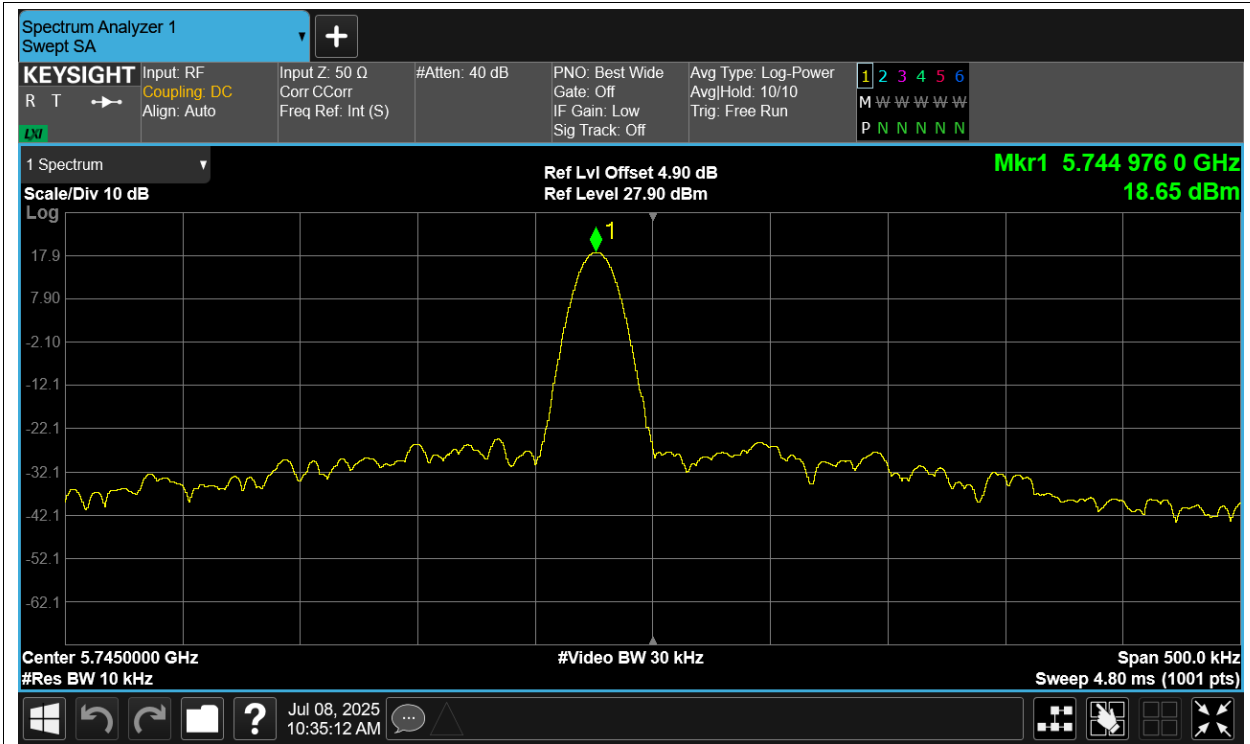 Spectrum Analyzer 1
Swept SA
+
KEYSIGHT
R T
LXI
Input: RF
Coupling: DC
Align: Auto
Input Z: 50 Ω
Corr CCorr
Freq Ref: Int (S)
#Atten: 40 dB
PNO: Best Wide
Gate: Off
IF Gain: Low
Sig Track: Off
Avg Type: Log-Power
Avg|Hold: 10/10
Trig: Free Run
1 2 3 4 5 6
M W W W W W
P N N N N N
1 Spectrum
Scale/Div 10 dB
Ref Lvl Offset 4.90 dB
Ref Level 27.90 dBm
Mkr1 5.744 976 0 GHz
18.65 dBm
Log
1
17.9
7.90
-2.10
-12.1
-22.1
-32.1
-42.1
-52.1
-62.1
Center 5.7450000 GHz
#Video BW 30 kHz
Span 500.0 kHz
#Res BW 10 kHz
Sweep 4.80 ms (1001 pts)
?
Jul 08, 2025
10:35:12 AM